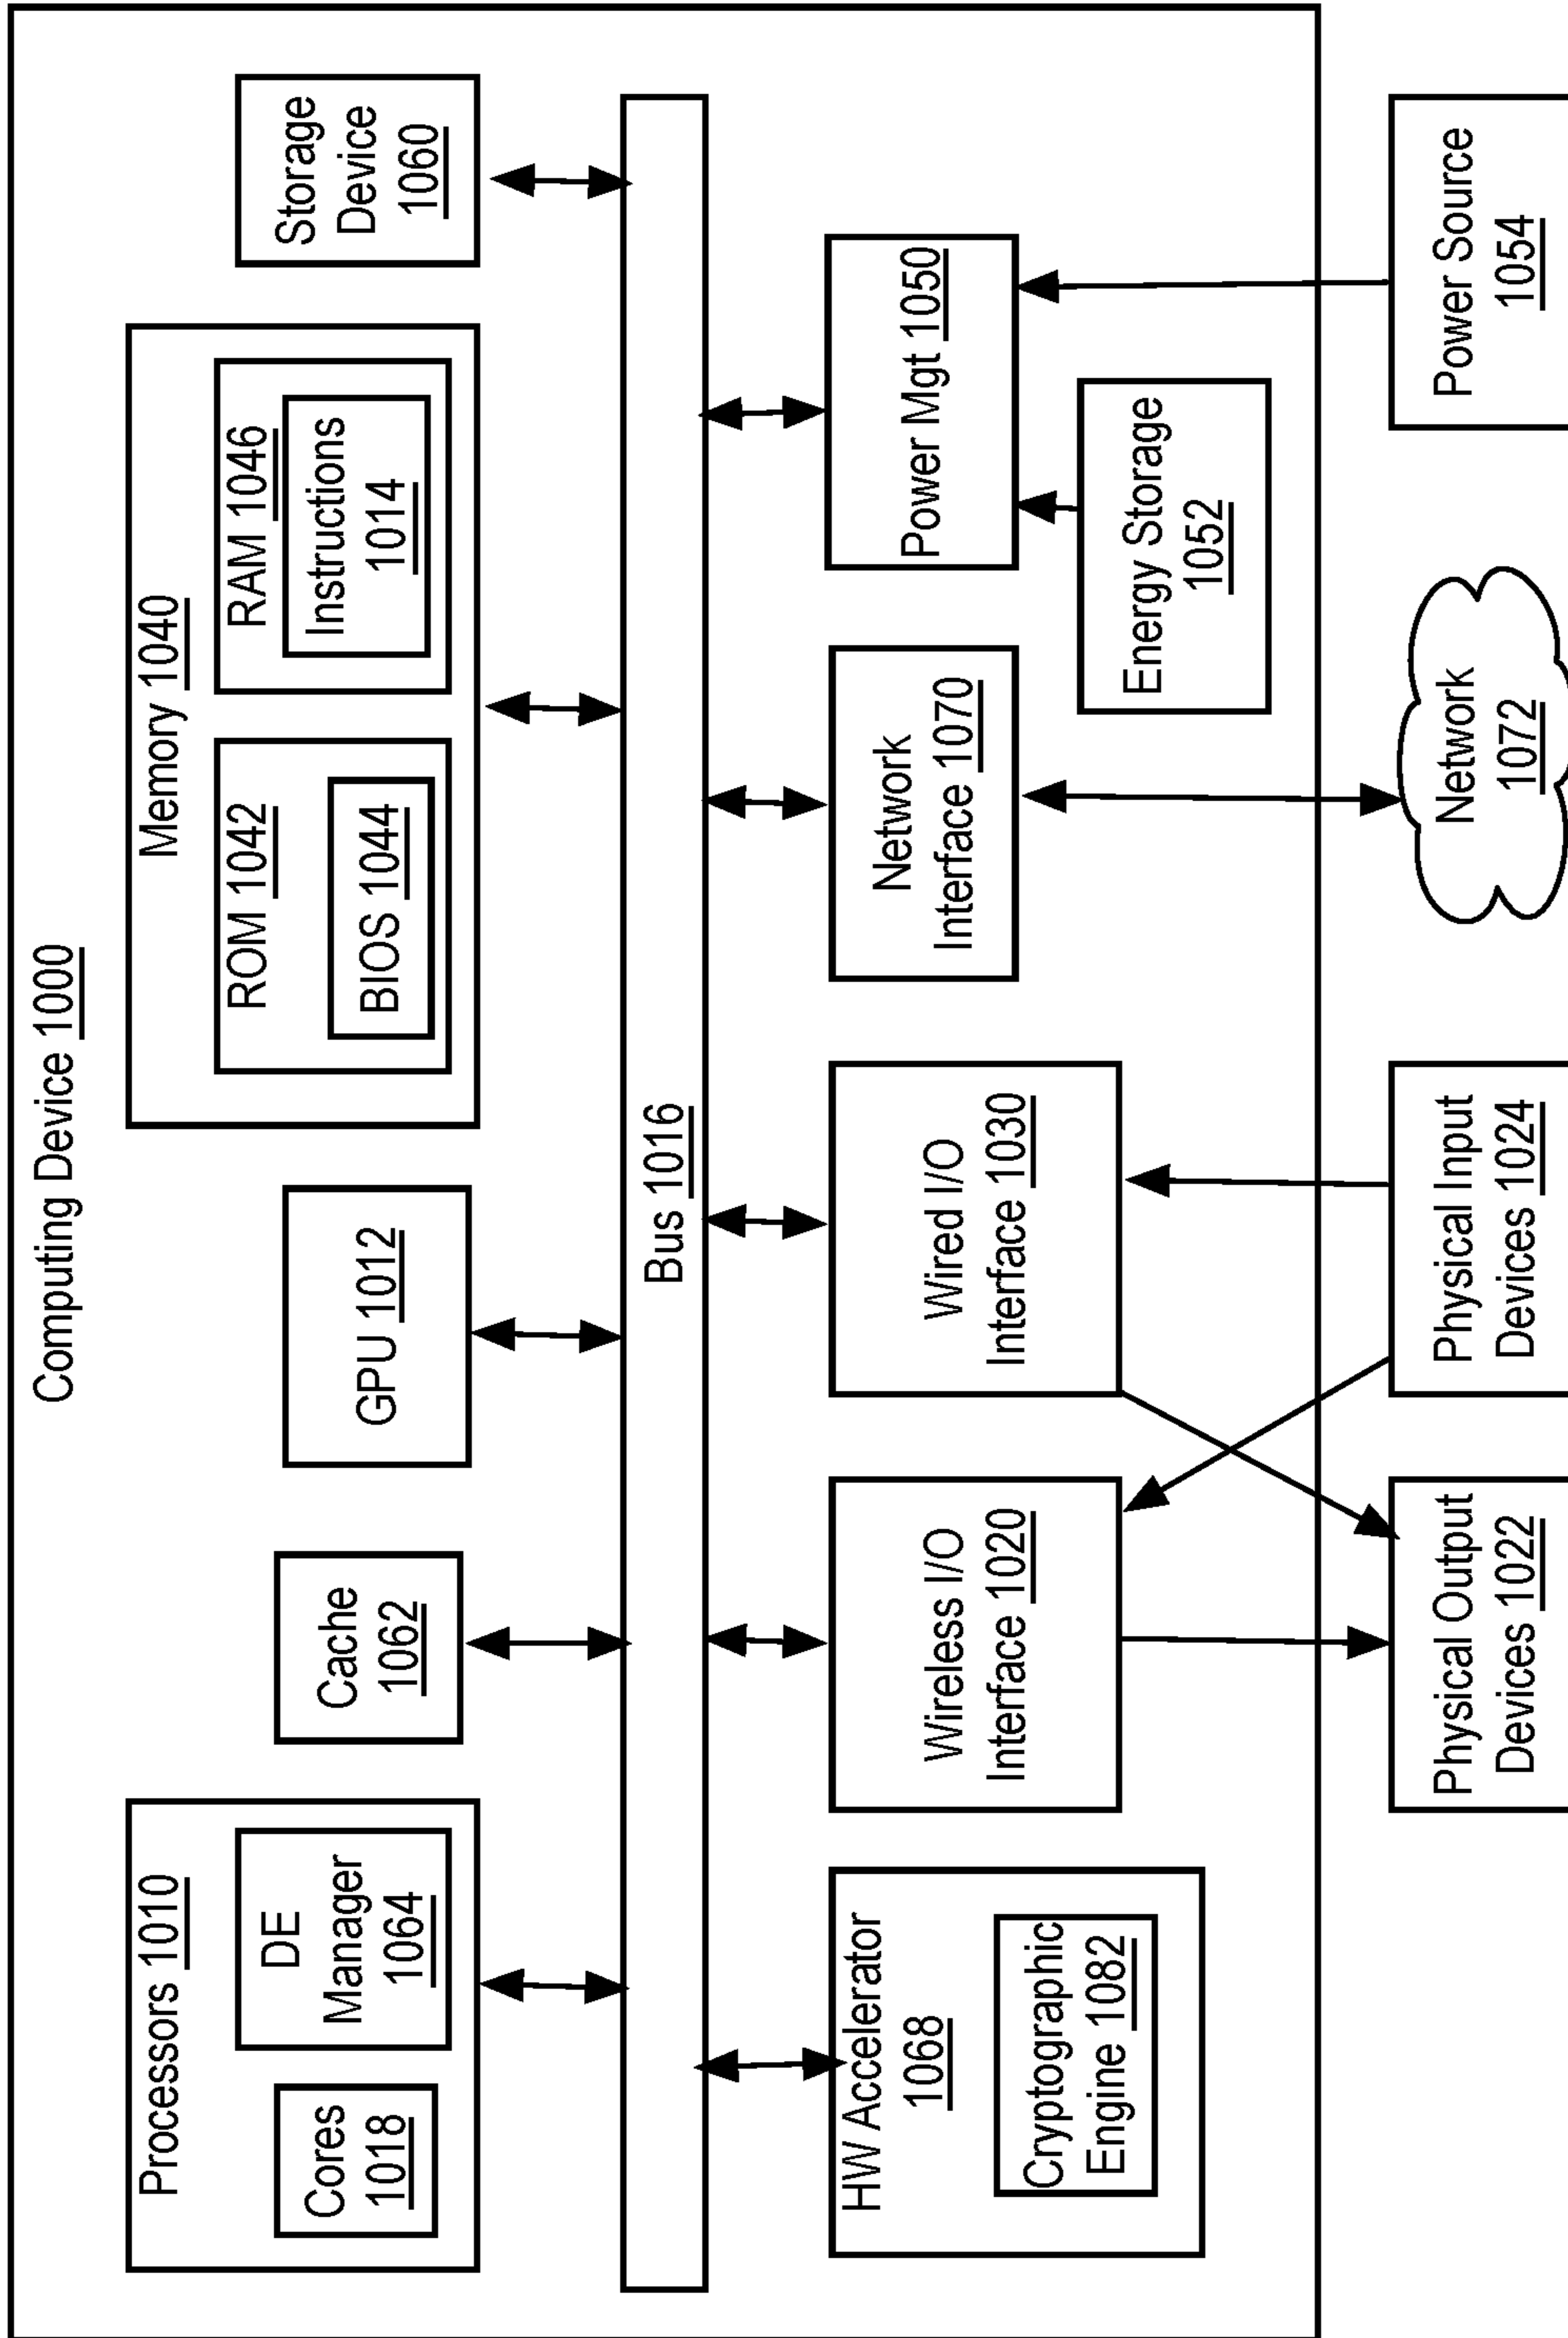 Computing Device 1000
Processors 1010
Cores
1018
DE
Manager
1064
Cache
1062
GPU 1012
Memory 1040
ROM 1042
BIOS 1044
RAM 1046
Instructions
1014
Storage
Device
1060
Bus 1016
HW Accelerator
1068
Cryptographic
Engine 1082
Wireless I/O
Interface 1020
Wired I/O
Interface 1030
Network
Interface 1070
Power Mgt 1050
Energy Storage
1052
Physical Output
Devices 1022
Physical Input
Devices 1024
Network
1072
Power Source
1054